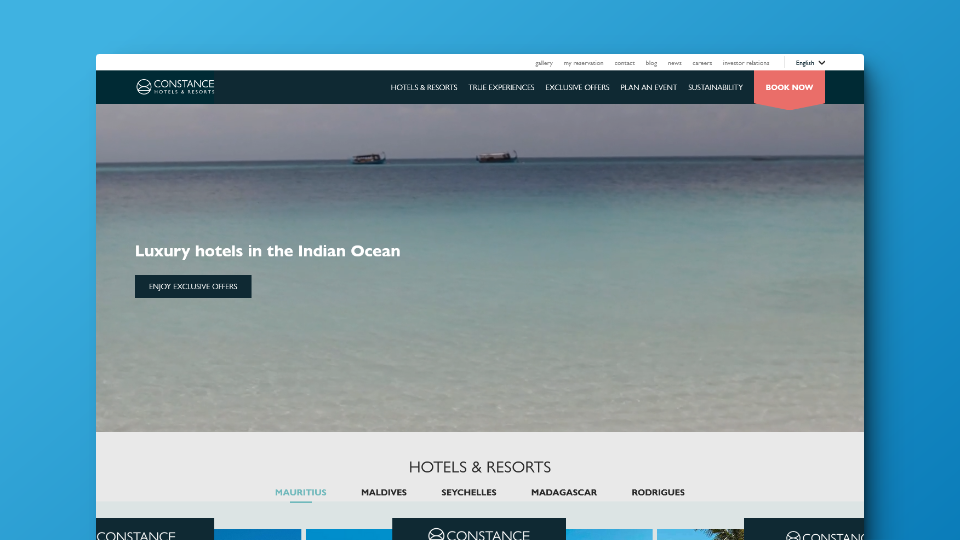 gallery my reservation contact blog news careers investor relations English
CONSTANCE
HOTELS & RESORTS
HOTELS & RESORTS TRUE EXPERIENCES EXCLUSIVE OFFERS PLAN AN EVENT SUSTAINABILITY BOOK NOW
Luxury hotels in the Indian Ocean
ENJOY EXCLUSIVE OFFERS
HOTELS & RESORTS
MAURITIUS MALDIVES SEYCHELLES MADAGASCAR RODRIGUES
CONSTANCE CONSTANCE CONSTANC